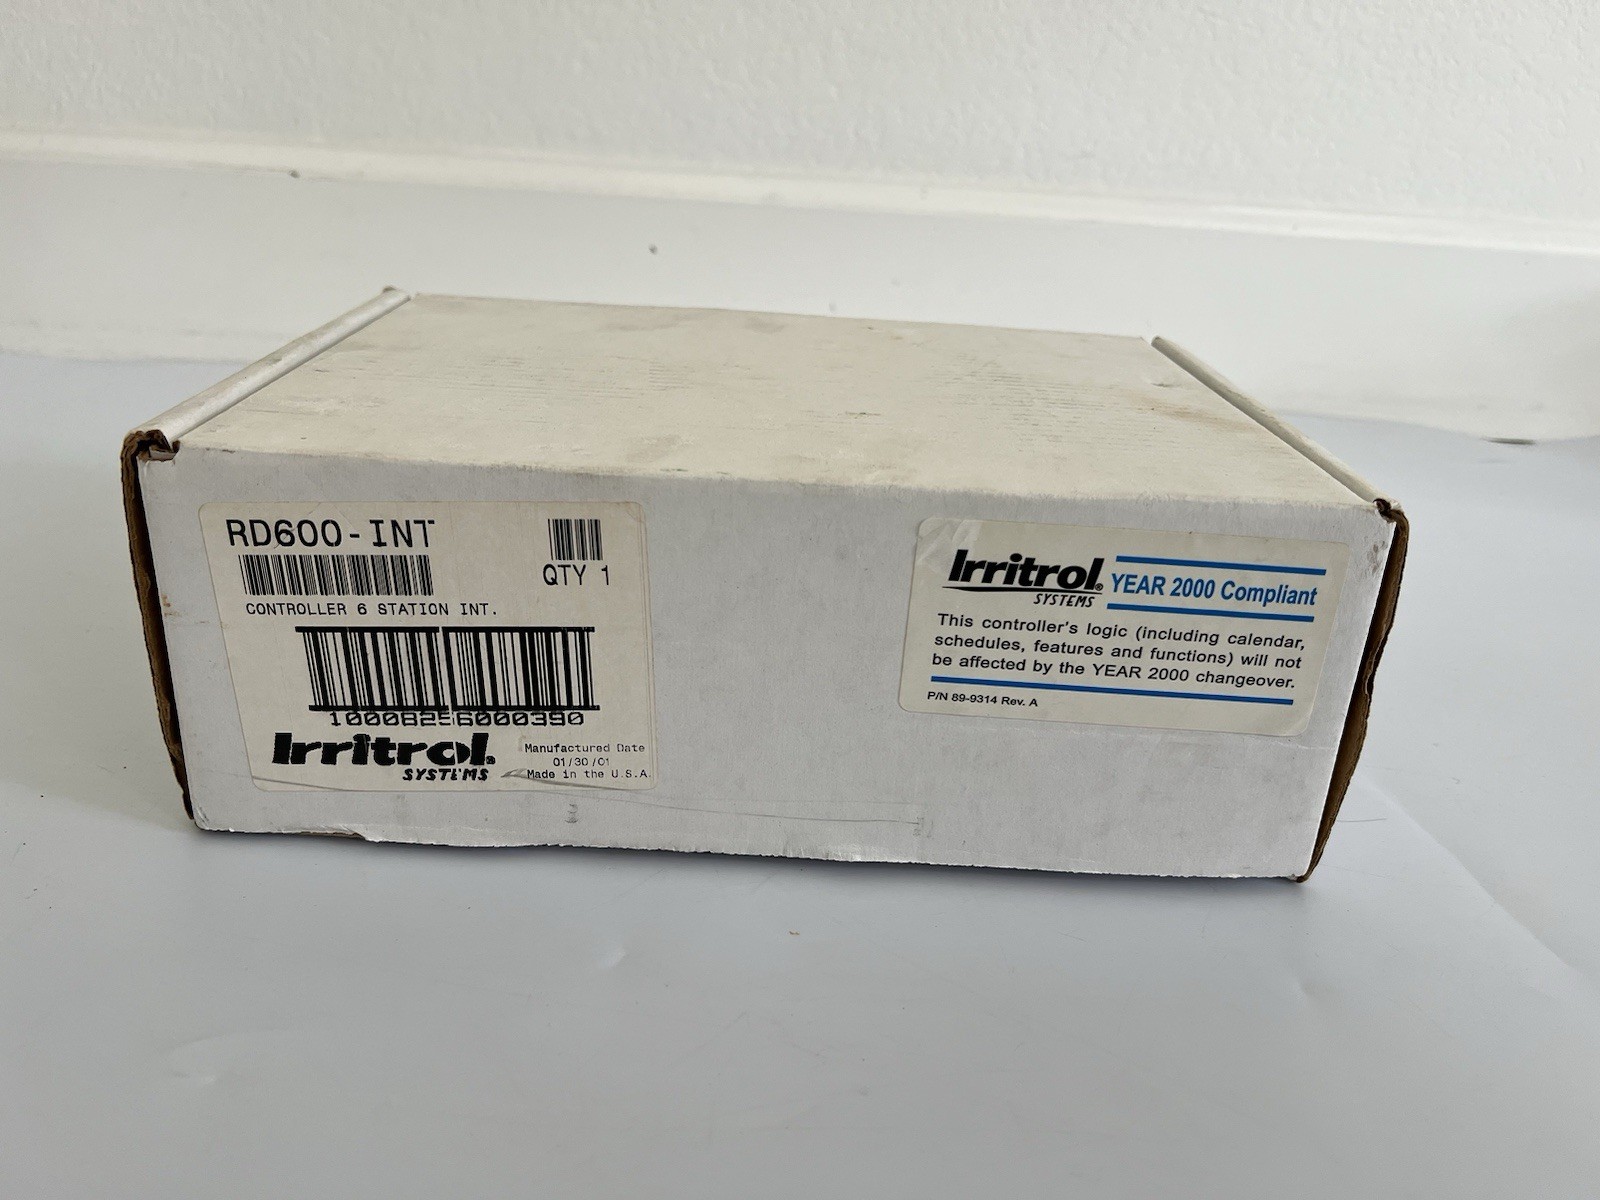 RD600-INT
QTY 1
CONTROLLER 6 STATION INT.
10008256000390
Irritrol®
SYSTEMS
Manufactured Date
01/30/01
Made in the U.S.A.
Irritrol®
SYSTEMS
YEAR 2000 Compliant
This controller's logic (including calendar,
schedules, features and functions) will not
be affected by the YEAR 2000 changeover.
P/N 89-9314 Rev. A